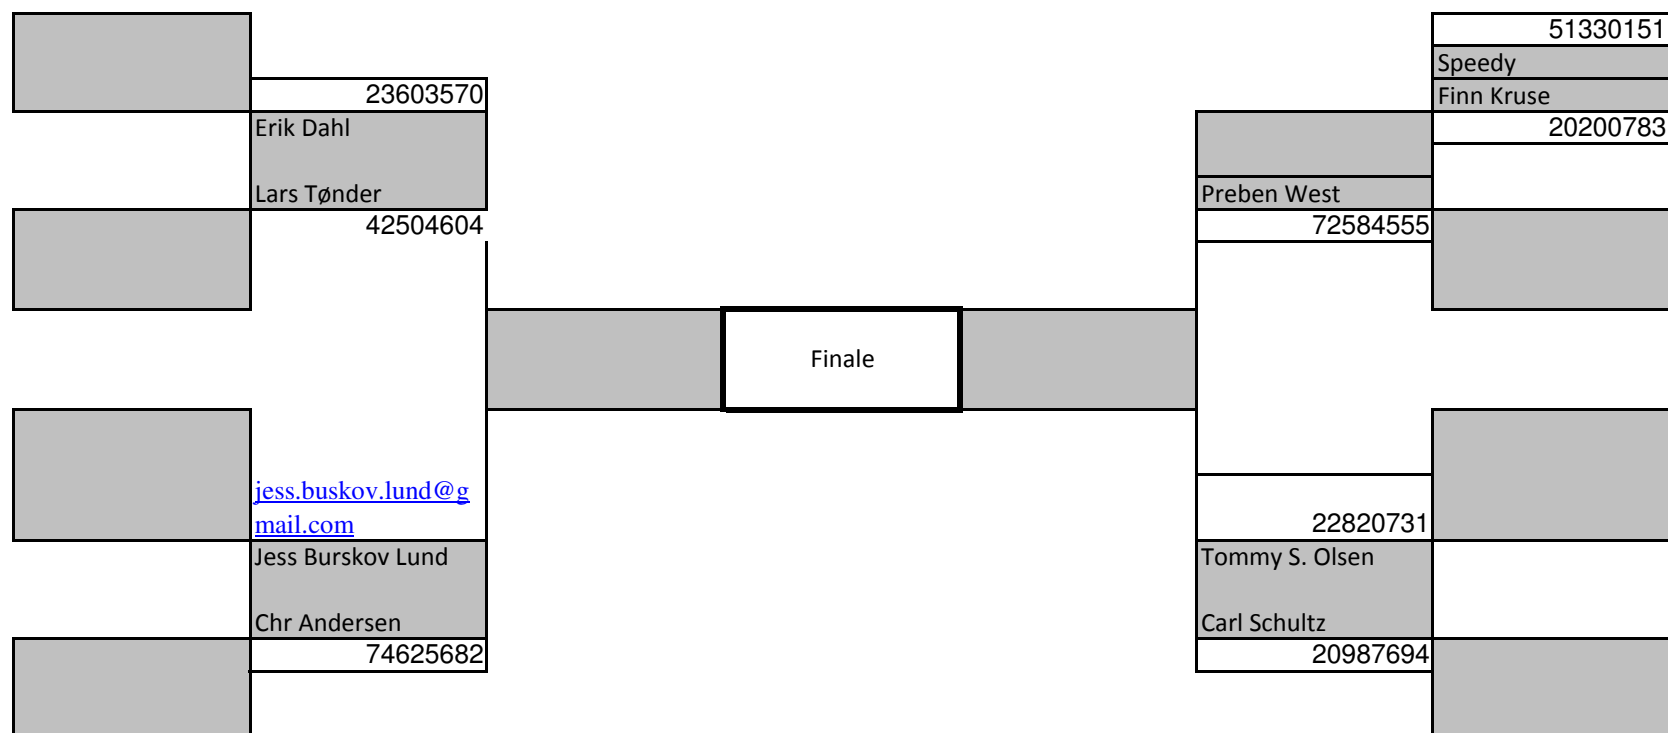 51330151
Speedy
23603570
Finn Kruse
Erik Dahl
20200783
Lars Tønder
Preben West
42504604
72584555
Finale
jess.buskov.lund@g
mail.com
22820731
Jess Burskov Lund
Tommy S. Olsen
Chr Andersen
Carl Schultz
74625682
20987694